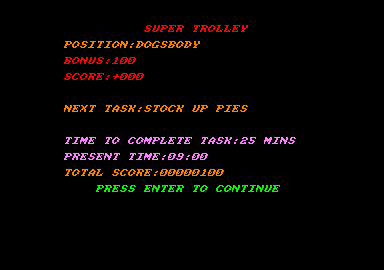 SUPER TROLLEY
POSITION:DOGSBODY
BONUS:100
SCORE:+000
NEXT TASK:STOCK UP PIES
TIME TO COMPLETE TASK:25 MINS
PRESENT TIME:09:00
TOTAL SCORE:00000100
PRESS ENTER TO CONTINUE